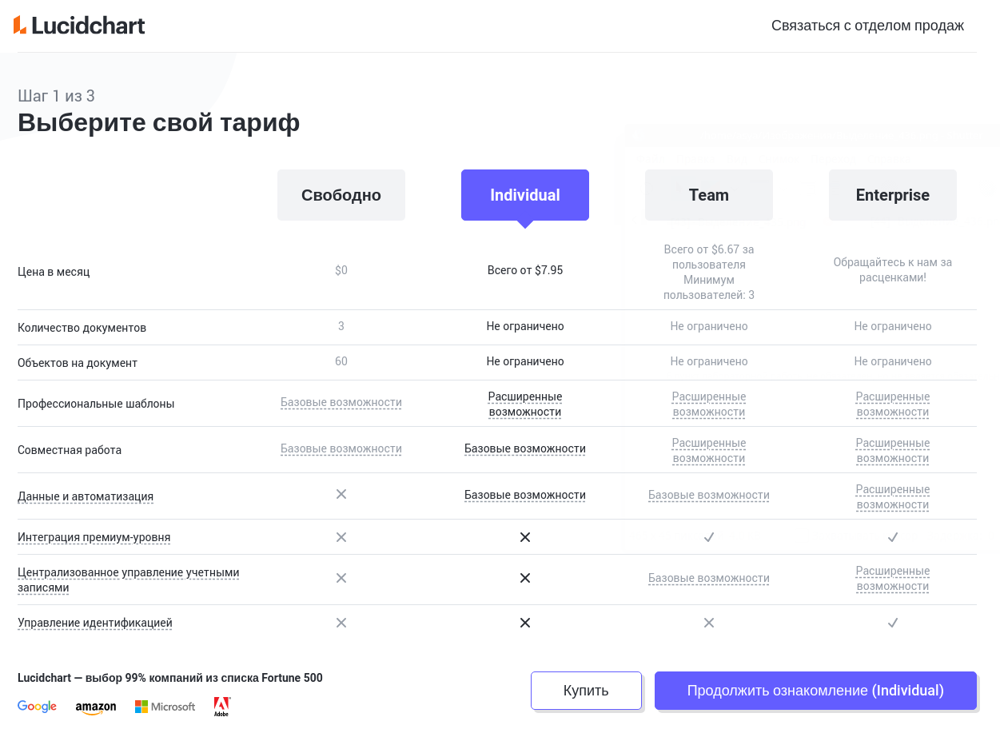 Lucidchart
Связаться с отделом продаж
Шаг 1 из 3
Выберите свой тариф
Свободно
Individual
Team
Enterprise
Цена в месяц
$0
Всего от $7.95
Всего от $6.67 за
пользователя
Минимум
пользователей: 3
Обращайтесь к нам за
расценками!
Количество документов
3
Не ограничено
Не ограничено
Не ограничено
Объектов на документ
60
Не ограничено
Не ограничено
Не ограничено
Профессиональные шаблоны
Базовые возможности
Расширенные
возможности
Расширенные
возможности
Расширенные
возможности
Совместная работа
Базовые возможности
Базовые возможности
Расширенные
возможности
Расширенные
возможности
Данные и автоматизация
Базовые возможности
Базовые возможности
Расширенные
возможности
Интеграция премиум-уровня
Централизованное управление учетными
записями
Базовые возможности
Расширенные
возможности
Управление идентификацией
Lucidchart — выбор 99% компаний из списка Fortune 500
Google
amazon
Microsoft
Adobe
Купить
Продолжить ознакомление (Individual)